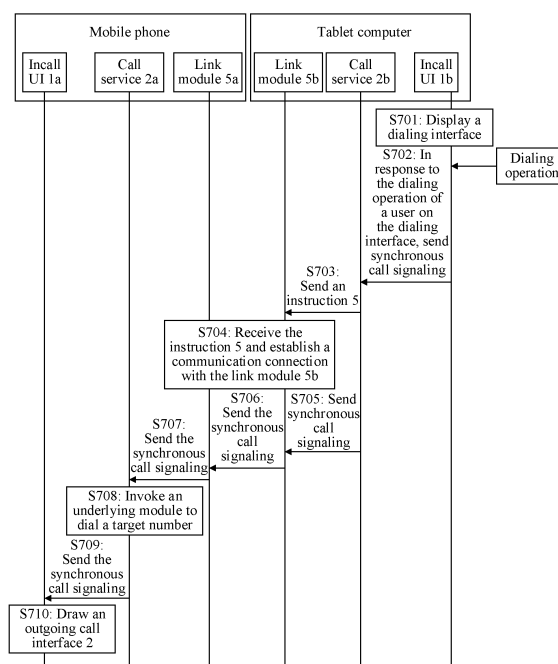 Mobile phone
Tablet computer
Incall
UI 1a
Call
service 2a
Link
module 5a
Link
module 5b
Call
service 2b
Incall
UI 1b
S701: Display a
dialing interface
Dialing
operation
S702: In
response to
the dialing
operation of
a user on
the dialing
interface, send
synchronous
call signaling
S703:
Send an
instruction 5
S704: Receive the
instruction 5 and establish a
communication connection
with the link module 5b
S705: Send
synchronous
call
signaling
S706:
Send the
synchronous
call
signaling
S707:
Send the
synchronous
call signaling
S708: Invoke an
underlying module to
dial a target number
S709:
Send the
synchronous
call signaling
S710: Draw an
outgoing call
interface 2